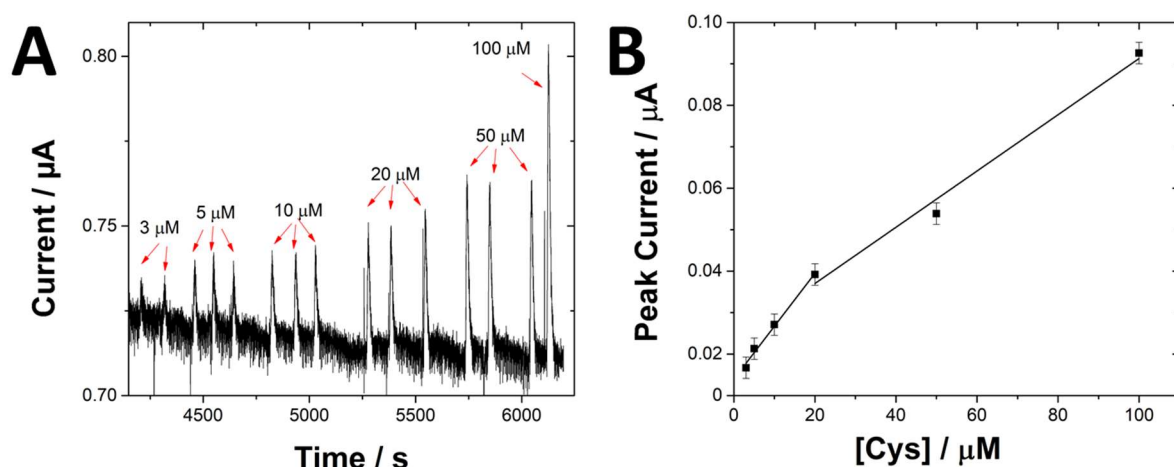 A
Current / µA
0.80
0.75
0.70
3 µM
5 µM
10 µM
20 µM
50 µM
100 µM
4500 5000 5500 6000
Time / s
B
Peak Current / µA
0.10
0.08
0.06
0.04
0.02
0
0 20 40 60 80 100
[Cys] / µM